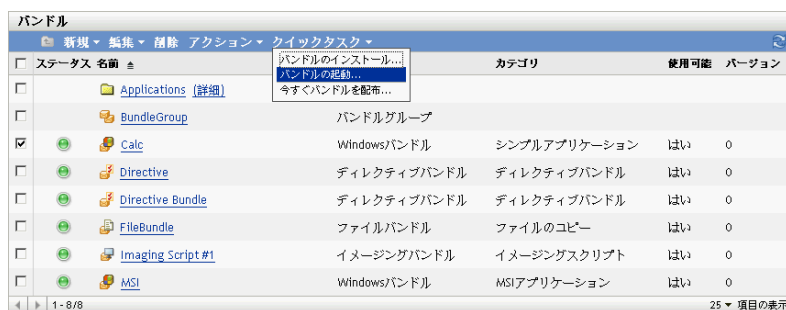 バンドル
新規 編集 削除 アクション クイックタスク
ステータス 名前 カテゴリ 使用可能 バージョン
バンドルのインストール...
バンドルの起動...
今すぐバンドルを配布...
Applications (詳細)
BundleGroup バンドルグループ
Calc Windowsバンドル シンプルアプリケーション はい 0
Directive ディレクティブバンドル ディレクティブバンドル はい 0
Directive Bundle ディレクティブバンドル ディレクティブバンドル はい 0
FileBundle ファイルバンドル ファイルのコピー はい 0
Imaging Script #1 イメージングバンドル イメージングスクリプト はい 0
MSI Windowsバンドル MSIアプリケーション はい 0
1 - 8/8 25 項目の表示